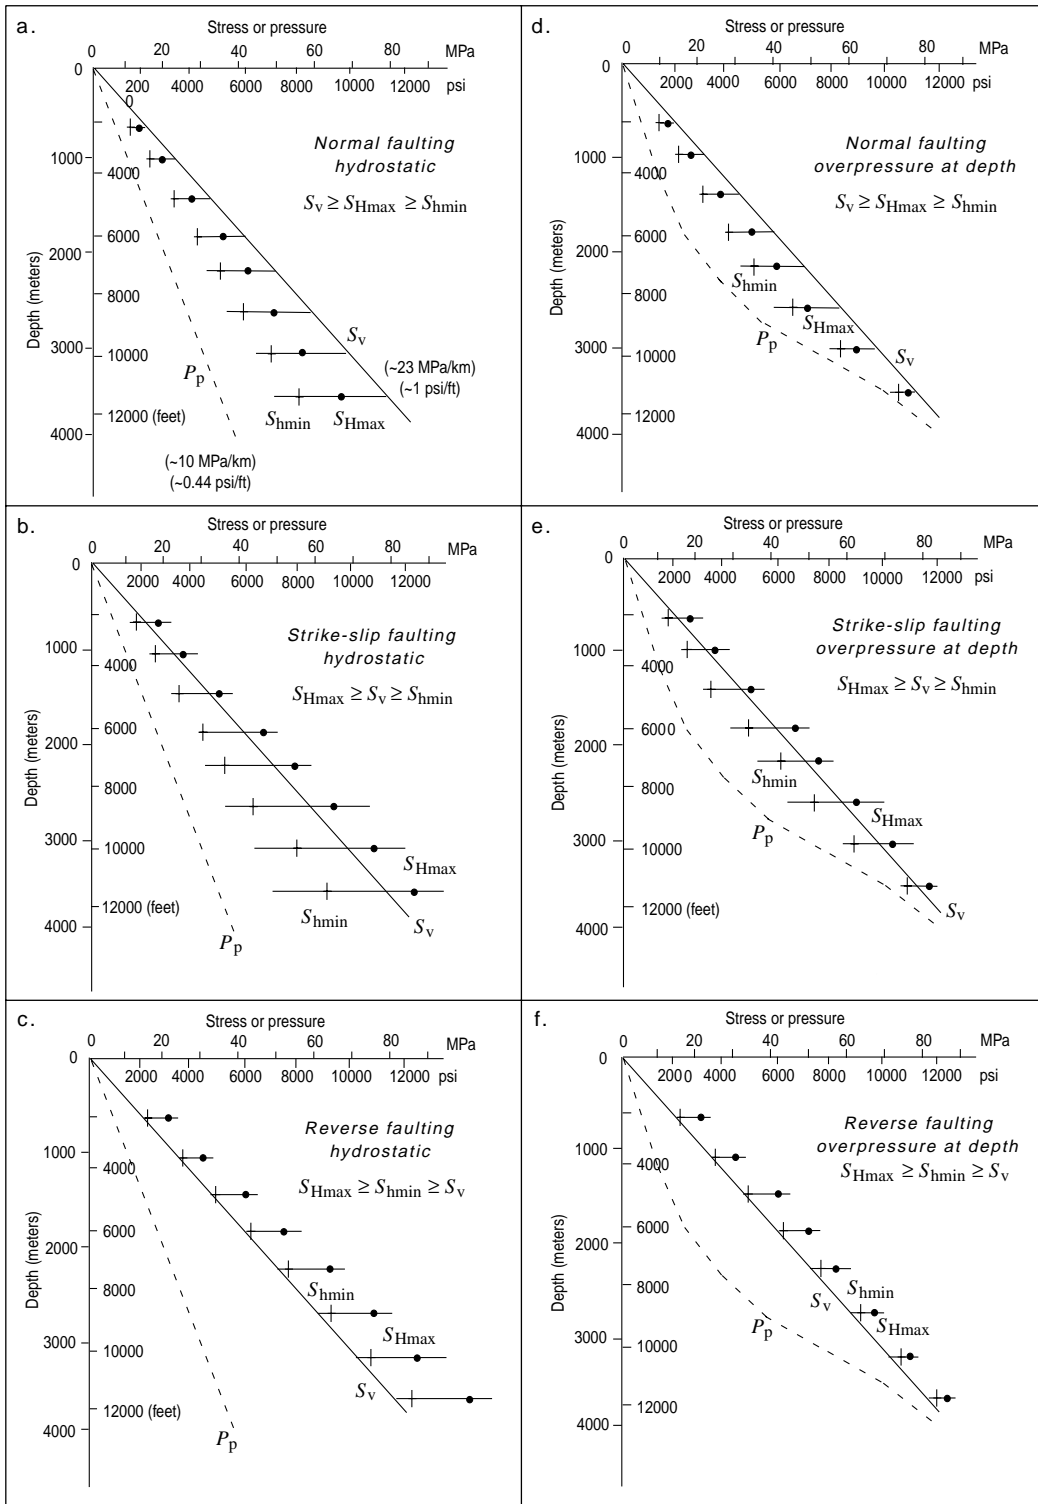 a.
Stress or pressure
0 20 40 60 80 MPa
0 200 4000 6000 8000 10000 12000 psi
0
Normal faulting
hydrostatic
Sv ≥ SHmax ≥ Shmin
1000
4000
6000
2000
8000
Depth (meters)
3000
10000
Sv
(~23 MPa/km)
(~1 psi/ft)
Pp
Shmin SHmax
12000 (feet)
4000
(~10 MPa/km)
(~0.44 psi/ft)
d.
Stress or pressure
0 20 40 60 80 MPa
0 2000 4000 6000 8000 10000 12000 psi
Normal faulting
overpressure at depth
Sv ≥ SHmax ≥ Shmin
1000
4000
6000
2000
Shmin
8000
Depth (meters)
SHmax
Pp
3000
10000
Sv
12000
4000
b.
Stress or pressure
0 20 40 60 80 MPa
0 2000 4000 6000 8000 10000 12000 psi
Strike-slip faulting
hydrostatic
SHmax ≥ Sv ≥ Shmin
1000
4000
6000
2000
8000
Depth (meters)
3000
10000
SHmax
12000 (feet)
Shmin
Sv
4000
Pp
e.
Stress or pressure
0 20 40 60 80 MPa
0 2000 4000 6000 8000 10000 12000 psi
Strike-slip faulting
overpressure at depth
SHmax ≥ Sv ≥ Shmin
1000
4000
6000
2000
Shmin
8000
Depth (meters)
SHmax
Pp
3000
10000
12000 (feet)
Sv
4000
c.
Stress or pressure
0 20 40 60 80 MPa
0 2000 4000 6000 8000 10000 12000 psi
Reverse faulting
hydrostatic
SHmax ≥ Shmin ≥ Sv
1000
4000
6000
2000
8000
Shmin
Depth (meters)
SHmax
3000
10000
Sv
12000 (feet)
4000
Pp
f.
Stress or pressure
0 20 40 60 80 MPa
0 2000 4000 6000 8000 10000 12000 psi
Reverse faulting
overpressure at depth
SHmax ≥ Shmin ≥ Sv
1000
4000
6000
2000
8000
Shmin
Sv
Depth (meters)
SHmax
Pp
3000
10000
12000
4000